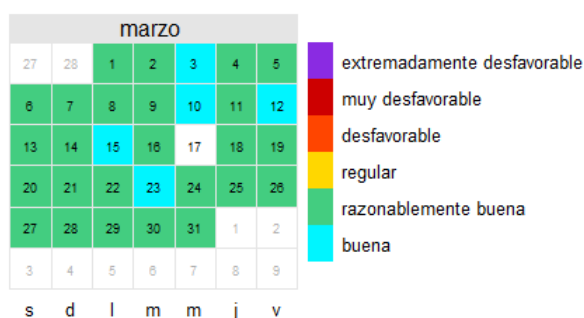 marzo
27 28 1 2 3 4 5
6 7 8 9 10 11 12
13 14 15 16 17 18 19
20 21 22 23 24 25 26
27 28 29 30 31 1 2
3 4 5 6 7 8 9
s d l m m j v
extremadamente desfavorable
muy desfavorable
desfavorable
regular
razonablemente buena
buena